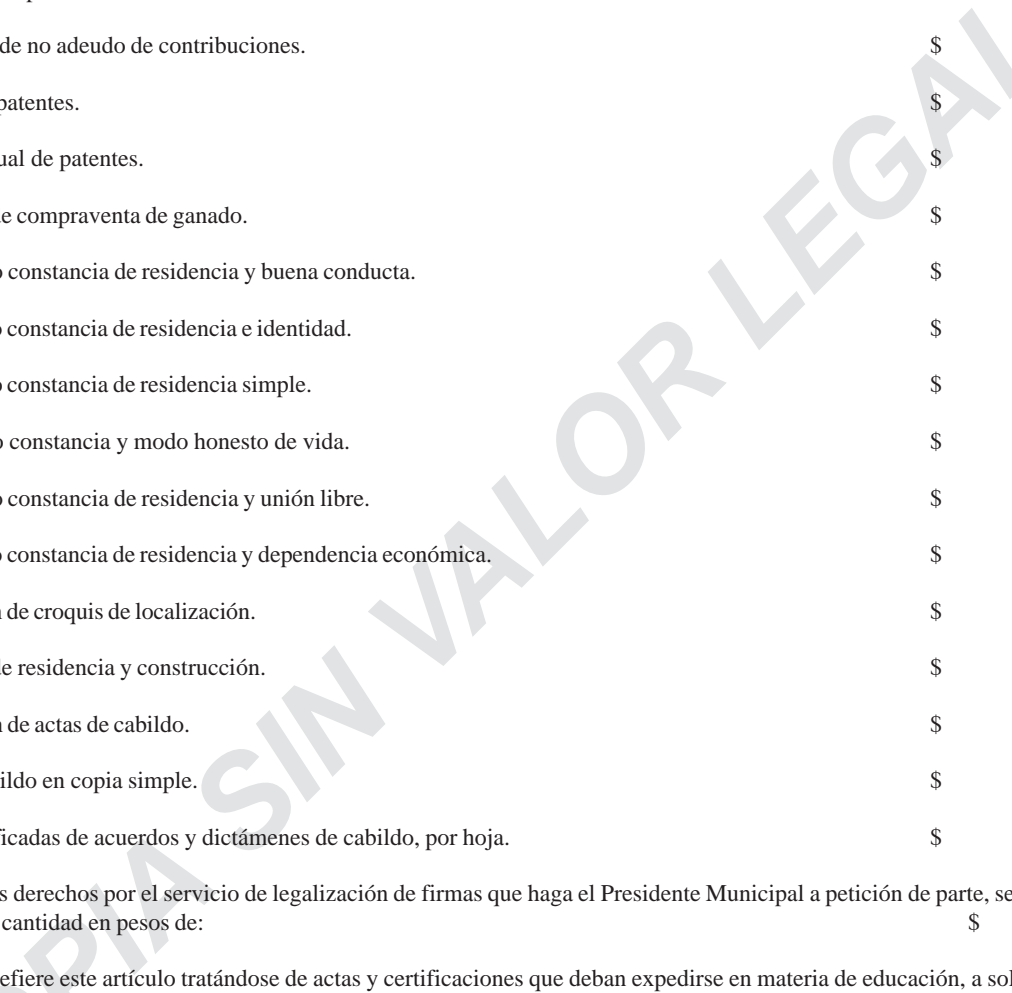 de no adeudo de contribuciones. $
patentes. $
ual de patentes. $
e compraventa de ganado. $
o constancia de residencia y buena conducta. $
o constancia de residencia e identidad. $
o constancia de residencia simple. $
o constancia y modo honesto de vida. $
o constancia de residencia y unión libre. $
o constancia de residencia y dependencia económica. $
n de croquis de localización. $
de residencia y construcción. $
n de actas de cabildo. $
ildo en copia simple. $
ficadas de acuerdos y dictámenes de cabildo, por hoja. $
s derechos por el servicio de legalización de firmas que haga el Presidente Municipal a petición de parte, se
cantidad en pesos de: $
efiere este artículo tratándose de actas y certificaciones que deban expedirse en materia de educación, a sol
OPIA SIN VALOR LEGAL